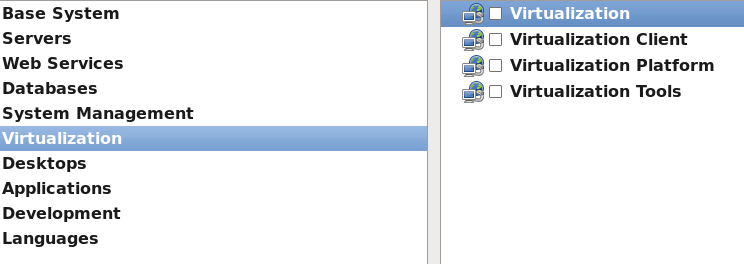 Base System
Servers
Web Services
Databases
System Management
Virtualization
Desktops
Applications
Development
Languages
Virtualization
Virtualization Client
Virtualization Platform
Virtualization Tools